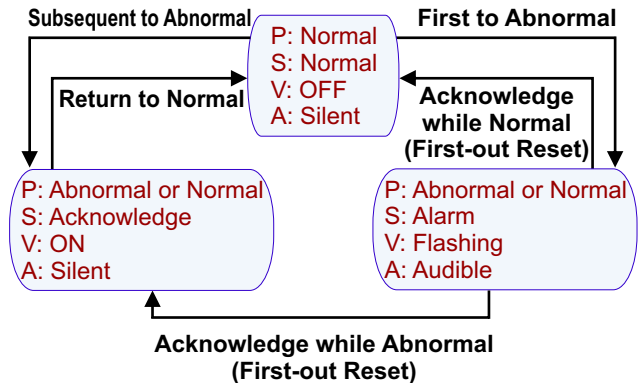 Subsequent to Abnormal
First to Abnormal
P: Normal
S: Normal
V: OFF
A: Silent
Return to Normal
Acknowledge
while Normal
(First-out Reset)
P: Abnormal or Normal
S: Acknowledge
V: ON
A: Silent
P: Abnormal or Normal
S: Alarm
V: Flashing
A: Audible
Acknowledge while Abnormal
(First-out Reset)